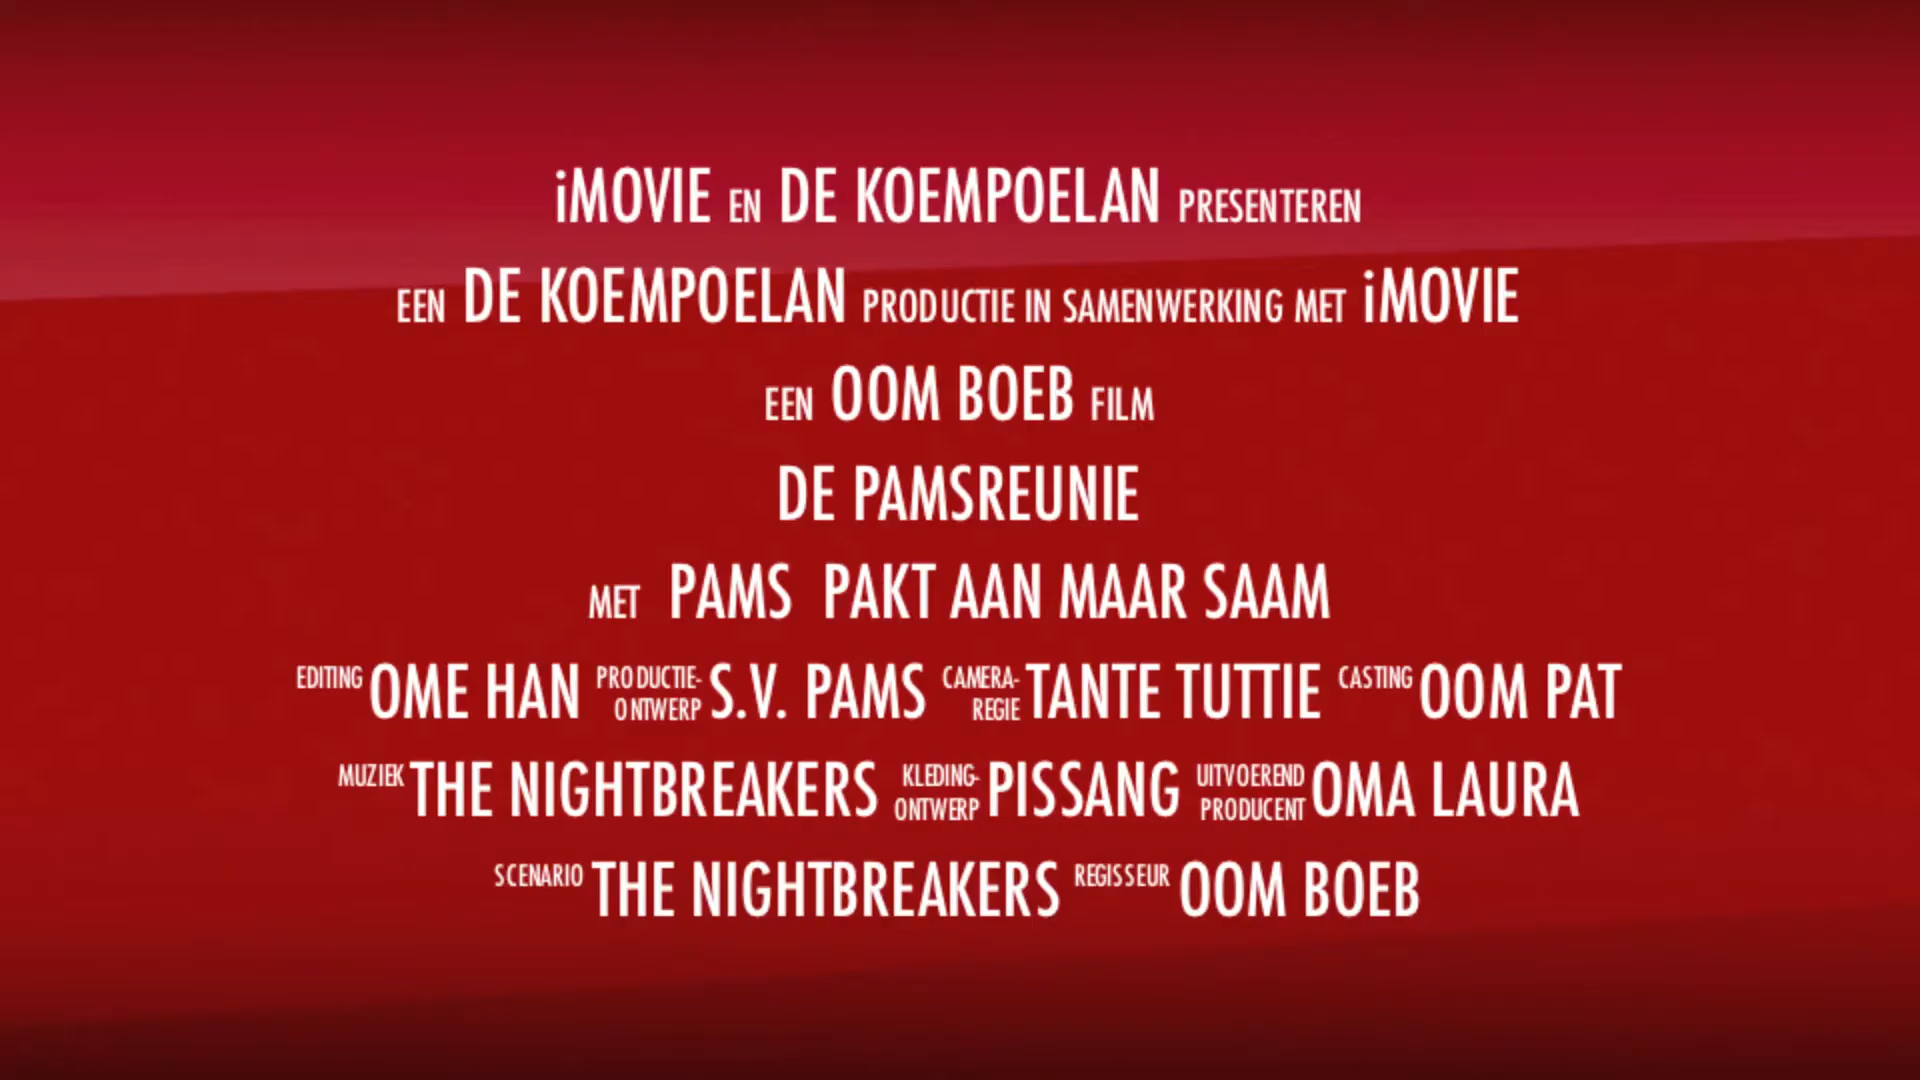 iMOVIE EN DE KOEMPOELAN PRESENTEREN
EEN DE KOEMPOELAN PRODUCTIE IN SAMENWERKING MET iMOVIE
EEN OOM BOEB FILM
DE PAMSREUNIE
MET PAMS PAKT AAN MAAR SAAM
EDITING OME HAN PRODUCTIE-ONTWERP S.V. PAMS CAMERA-REGIE TANTE TUTTIE CASTING OOM PAT
MUZIEK THE NIGHTBREAKERS KLEDING-ONTWERP PISSANG UITVOEREND PRODUCENT OMA LAURA
SCENARIO THE NIGHTBREAKERS REGISSEUR OOM BOEB